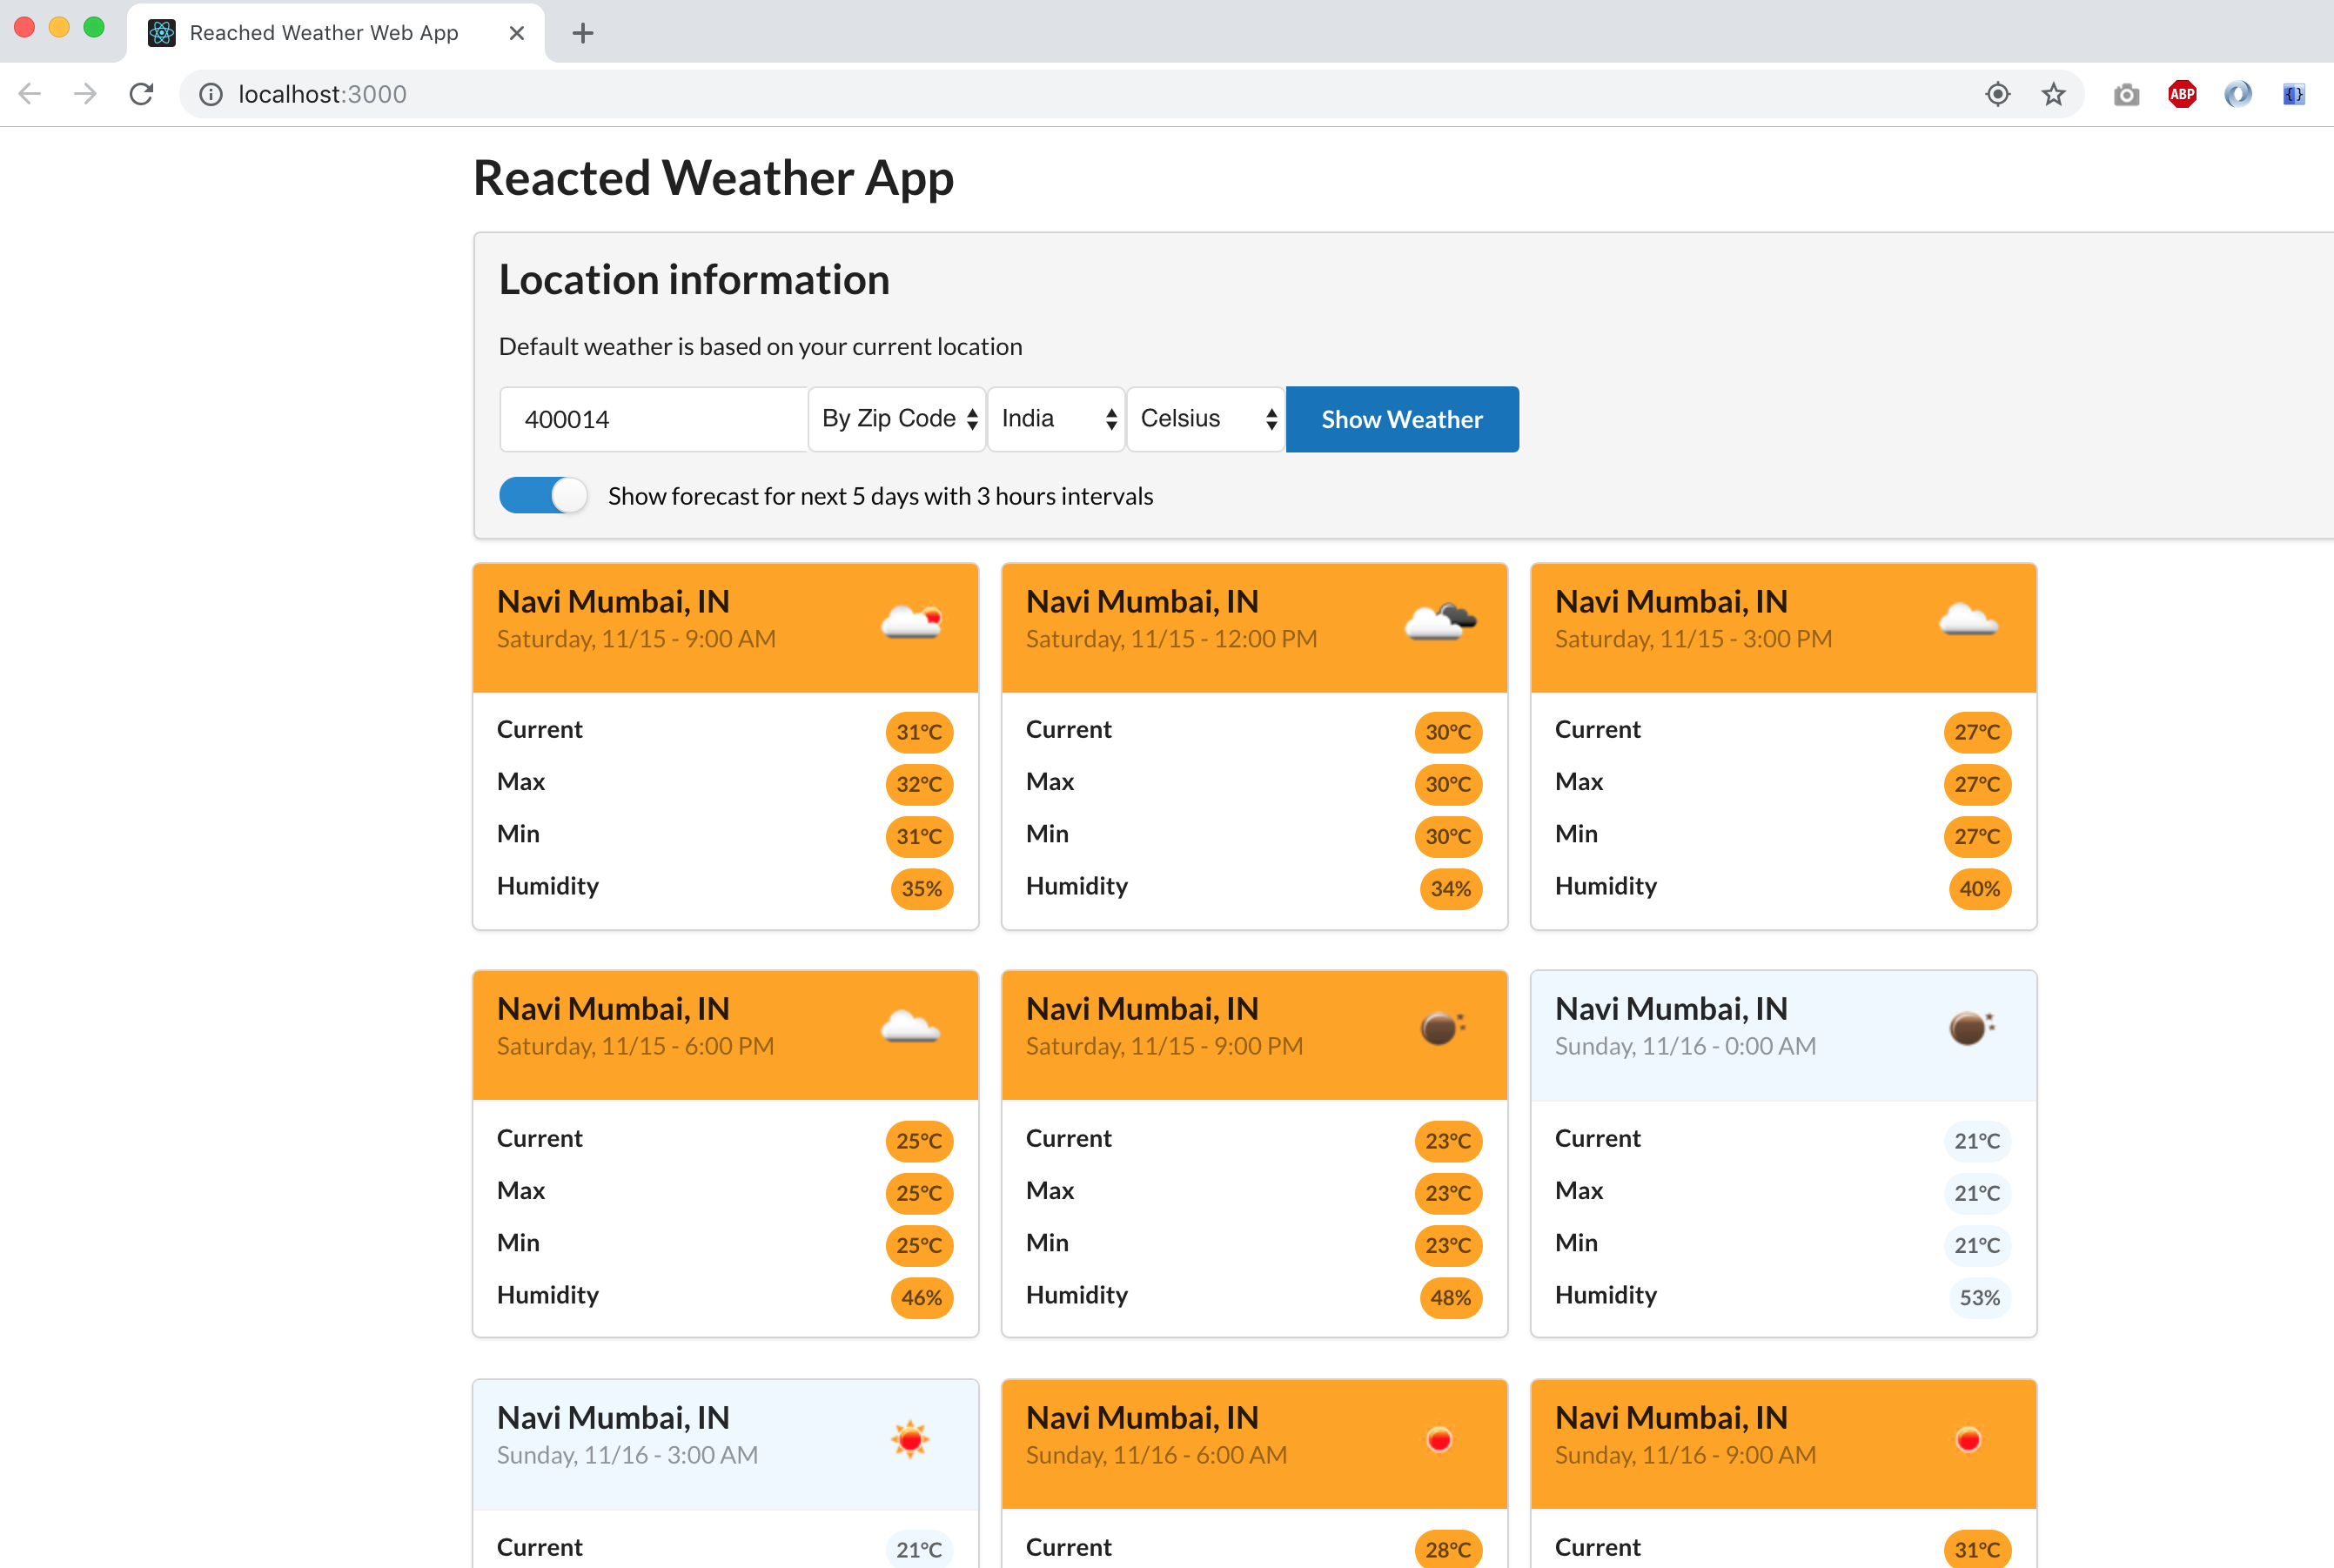 Reached Weather Web App
localhost:3000
ABP
{}
Reacted Weather App
Location information
Default weather is based on your current location
400014 By Zip Code India Celsius Show Weather
Show forecast for next 5 days with 3 hours intervals
Navi Mumbai, IN
Saturday, 11/15 - 9:00 AM
Current 31°C
Max 32°C
Min 31°C
Humidity 35%
Navi Mumbai, IN
Saturday, 11/15 - 12:00 PM
Current 30°C
Max 30°C
Min 30°C
Humidity 34%
Navi Mumbai, IN
Saturday, 11/15 - 3:00 PM
Current 27°C
Max 27°C
Min 27°C
Humidity 40%
Navi Mumbai, IN
Saturday, 11/15 - 6:00 PM
Current 25°C
Max 25°C
Min 25°C
Humidity 46%
Navi Mumbai, IN
Saturday, 11/15 - 9:00 PM
Current 23°C
Max 23°C
Min 23°C
Humidity 48%
Navi Mumbai, IN
Sunday, 11/16 - 0:00 AM
Current 21°C
Max 21°C
Min 21°C
Humidity 53%
Navi Mumbai, IN
Sunday, 11/16 - 3:00 AM
Current 21°C
Navi Mumbai, IN
Sunday, 11/16 - 6:00 AM
Current 28°C
Navi Mumbai, IN
Sunday, 11/16 - 9:00 AM
Current 31°C